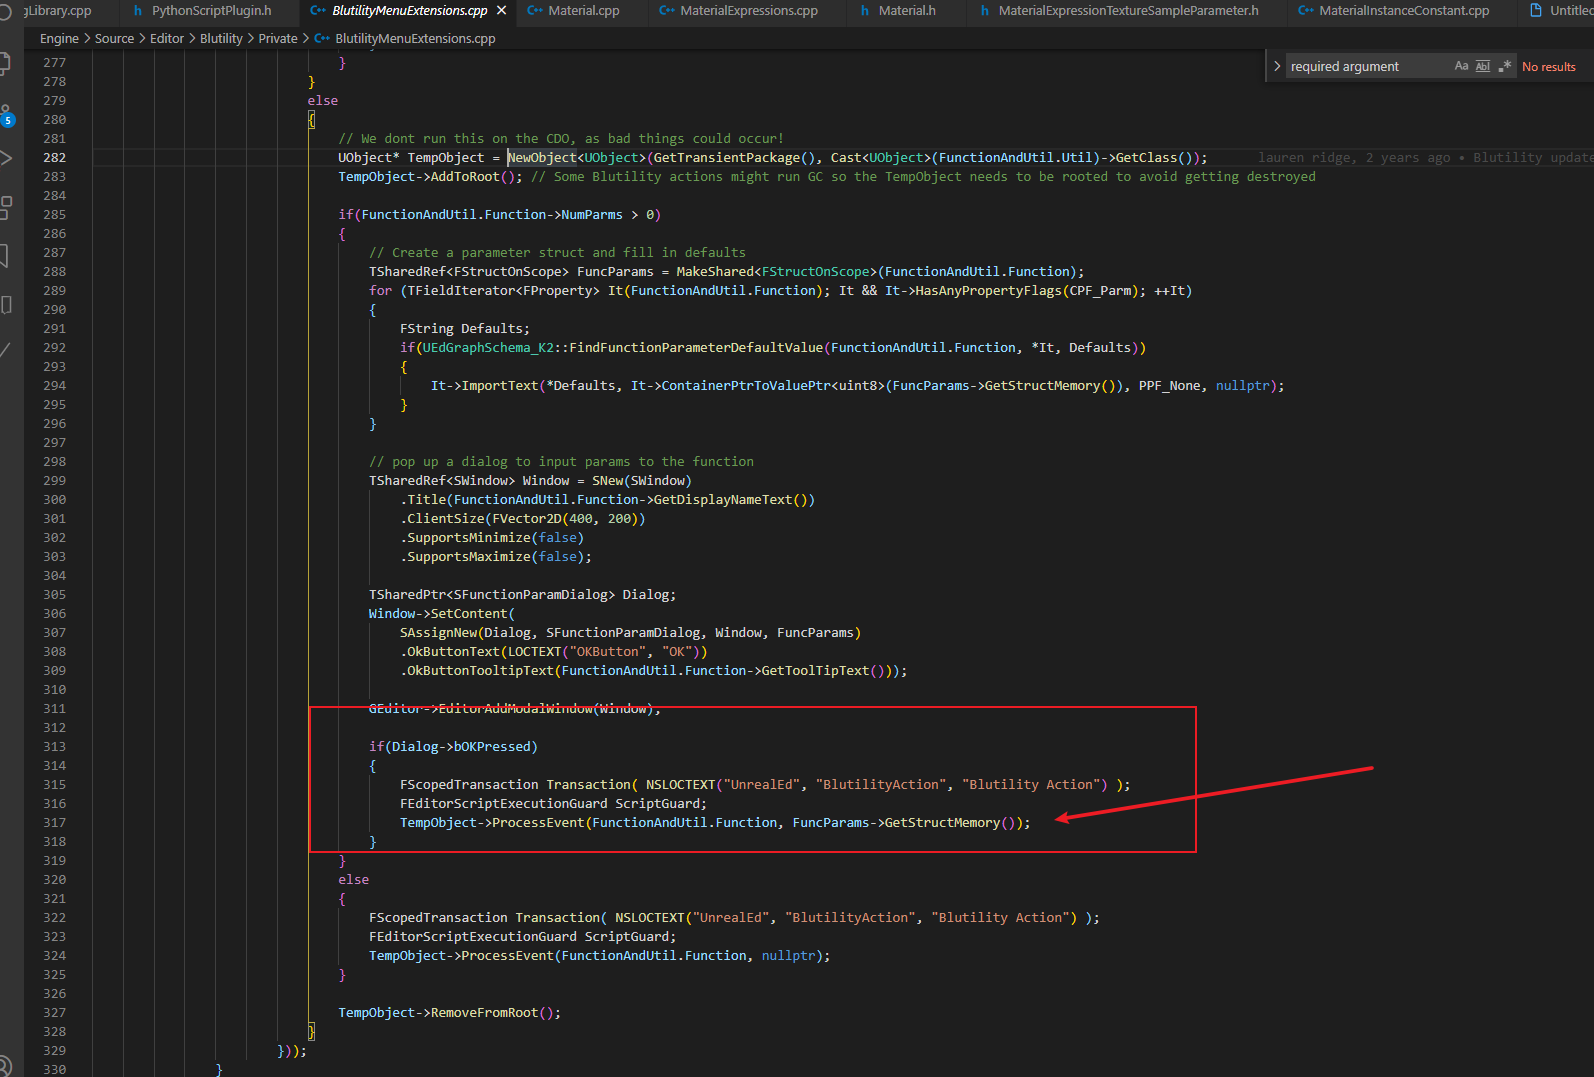 gLibrary.cpp
h PythonScriptPlugin.h
C++ BlutilityMenuExtensions.cpp
C++ Material.cpp
C++ MaterialExpressions.cpp
h Material.h
h MaterialExpressionTextureSampleParameter.h
C++ MaterialInstanceConstant.cpp
Engine > Source > Editor > Blutility > Private > C++ BlutilityMenuExtensions.cpp
required argument Aa Abl .* No results
5
277 }
278 }
279 else
280 {
281 // We dont run this on the CDO, as bad things could occur!
282 UObject* TempObject = NewObject<UObject>(GetTransientPackage(), Cast<UObject>(FunctionAndUtil.Util)->GetClass()); lauren ridge, 2 years ago • Blutility update
283 TempObject->AddToRoot(); // Some Blutility actions might run GC so the TempObject needs to be rooted to avoid getting destroyed
284
285 if(FunctionAndUtil.Function->NumParms > 0)
286 {
287 // Create a parameter struct and fill in defaults
288 TSharedRef<FStructOnScope> FuncParams = MakeShared<FStructOnScope>(FunctionAndUtil.Function);
289 for (TFieldIterator<FProperty> It(FunctionAndUtil.Function); It && It->HasAnyPropertyFlags(CPF_Parm); ++It)
290 {
291 FString Defaults;
292 if(UEdGraphSchema_K2::FindFunctionParameterDefaultValue(FunctionAndUtil.Function, *It, Defaults))
293 {
294 It->ImportText(*Defaults, It->ContainerPtrToValuePtr<uint8>(FuncParams->GetStructMemory()), PPF_None, nullptr);
295 }
296 }
297
298 // pop up a dialog to input params to the function
299 TSharedRef<SWindow> Window = SNew(SWindow)
300 .Title(FunctionAndUtil.Function->GetDisplayNameText())
301 .ClientSize(FVector2D(400, 200))
302 .SupportsMinimize(false)
303 .SupportsMaximize(false);
304
305 TSharedPtr<SFunctionParamDialog> Dialog;
306 Window->SetContent(
307 SAssignNew(Dialog, SFunctionParamDialog, Window, FuncParams)
308 .OkButtonText(LOCTEXT("OKButton", "OK"))
309 .OkButtonTooltipText(FunctionAndUtil.Function->GetToolTipText()));
310
311 GEditor->EditorAddModalWindow(Window);
312
313 if(Dialog->bOKPressed)
314 {
315 FScopedTransaction Transaction( NSLOCTEXT("UnrealEd", "BlutilityAction", "Blutility Action") );
316 FEditorScriptExecutionGuard ScriptGuard;
317 TempObject->ProcessEvent(FunctionAndUtil.Function, FuncParams->GetStructMemory());
318 }
319 }
320 else
321 {
322 FScopedTransaction Transaction( NSLOCTEXT("UnrealEd", "BlutilityAction", "Blutility Action") );
323 FEditorScriptExecutionGuard ScriptGuard;
324 TempObject->ProcessEvent(FunctionAndUtil.Function, nullptr);
325 }
326
327 TempObject->RemoveFromRoot();
328 }
329 }));
330 }